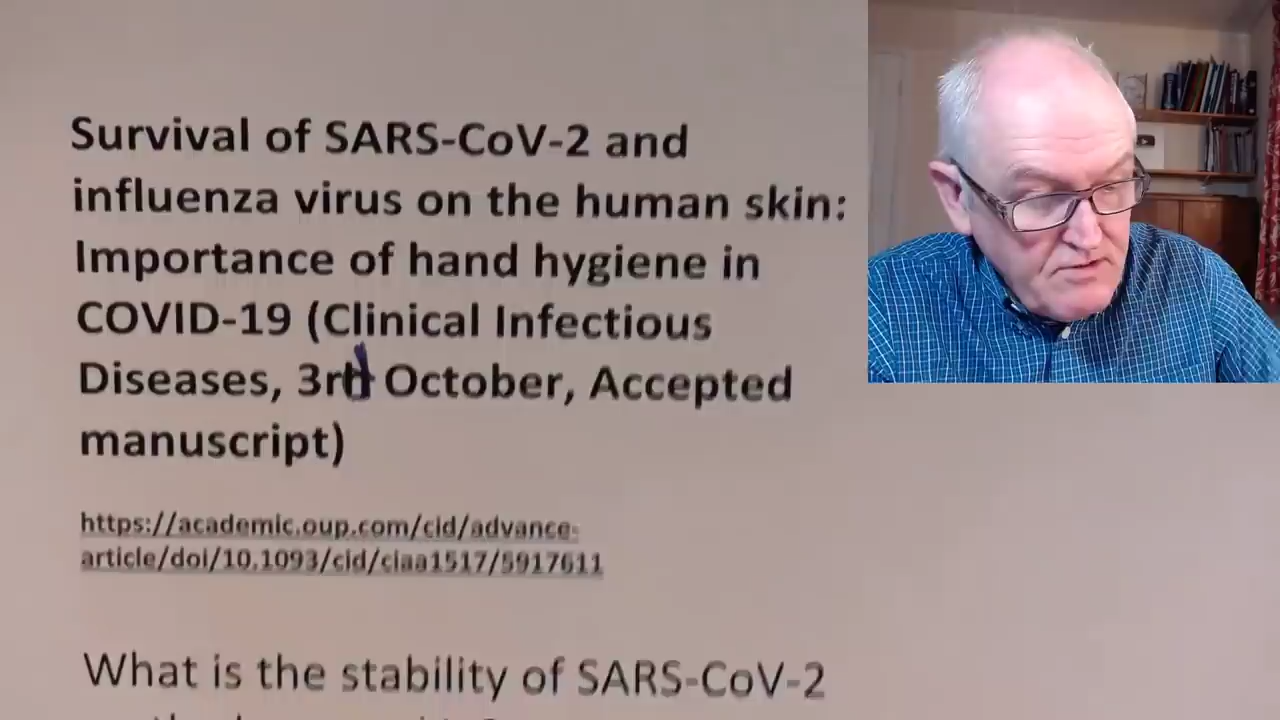 Survival of SARS-CoV-2 and
influenza virus on the human skin:
Importance of hand hygiene in
COVID-19 (Clinical Infectious
Diseases, 3rd October, Accepted
manuscript)
https://academic.oup.com/cid/advance-
article/doi/10.1093/cid/ciaa1517/5917611
What is the stability of SARS-CoV-2